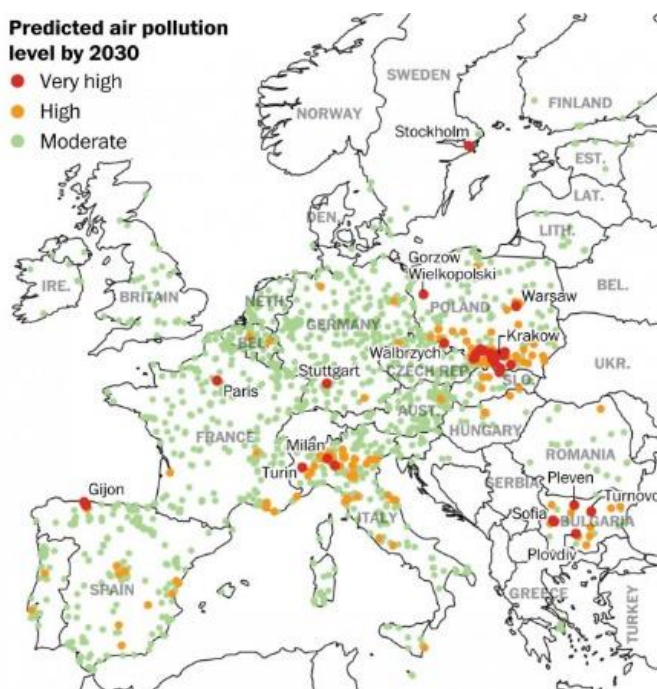 Predicted air pollution
level by 2030
Very high
High
Moderate
SWEDEN
NORWAY
FINLAND
Stockholm
EST.
LAT.
DEN.
LITH.
IRE.
BRITAIN
Gorzow
Wielkopolski
BEL.
NETH.
POLAND
Warsaw
GERMANY
BEL.
Krakow
Walbrzych
UKR.
Paris
Stuttgart
CZECH REP.
SLO.
AUST.
FRANCE
HUNGARY
Milan
ROMANIA
Turin
SERBIA
Pleven
Gijon
Turnovo
Sofia
BULGARIA
ITALY
Plovdiv
SPAIN
GREECE
TURKEY